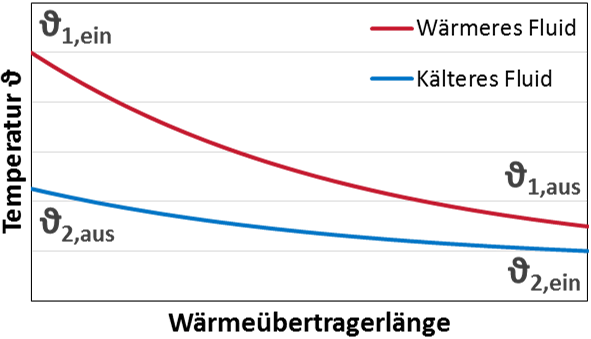 ϑ1,ein
Wärmeres Fluid
Kälteres Fluid
Temperatur ϑ
ϑ1,aus
ϑ2,aus
ϑ2,ein
Wärmeübertragerlänge